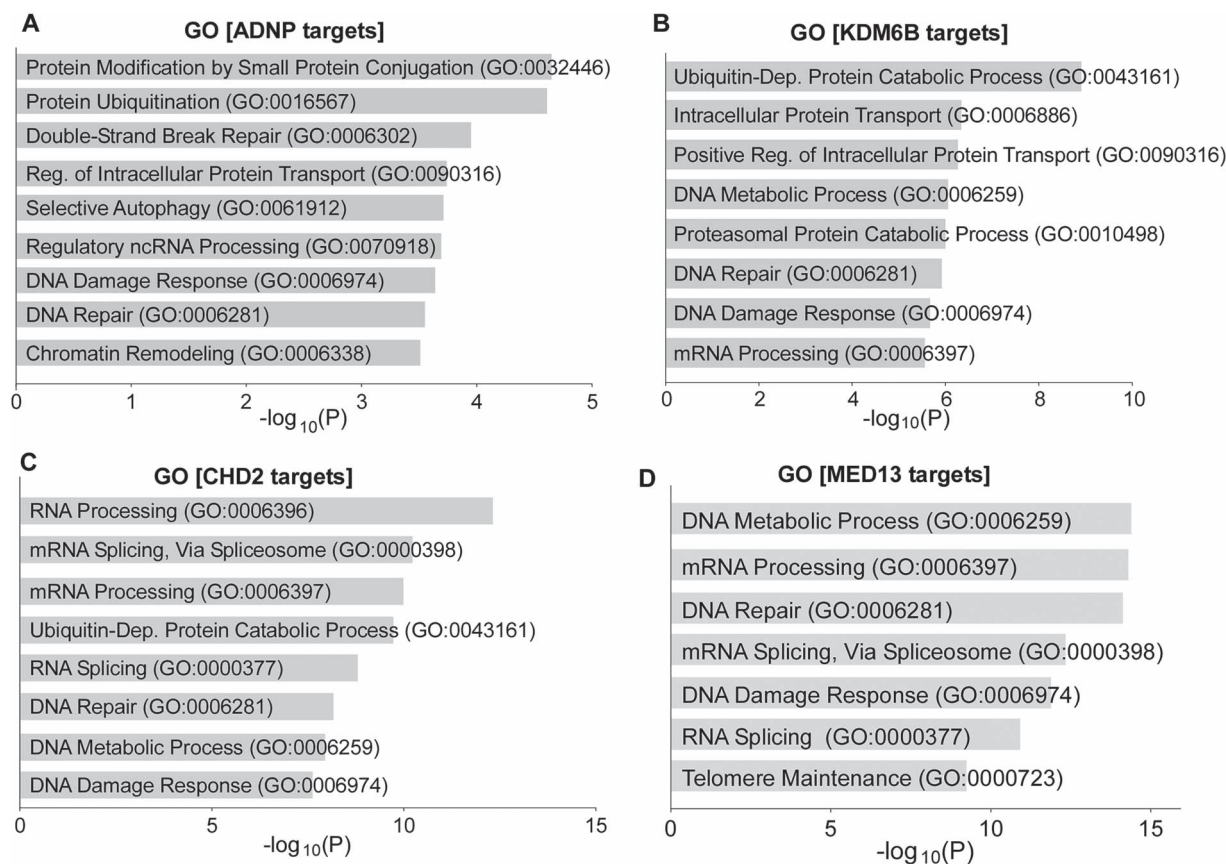 A
GO [ADNP targets]
Protein Modification by Small Protein Conjugation (GO:0032446)
Protein Ubiquitination (GO:0016567)
Double-Strand Break Repair (GO:0006302)
Reg. of Intracellular Protein Transport (GO:0090316)
Selective Autophagy (GO:0061912)
Regulatory ncRNA Processing (GO:0070918)
DNA Damage Response (GO:0006974)
DNA Repair (GO:0006281)
Chromatin Remodeling (GO:0006338)
0 1 2 3 4 5
-log10(P)
B
GO [KDM6B targets]
Ubiquitin-Dep. Protein Catabolic Process (GO:0043161)
Intracellular Protein Transport (GO:0006886)
Positive Reg. of Intracellular Protein Transport (GO:0090316)
DNA Metabolic Process (GO:0006259)
Proteasomal Protein Catabolic Process (GO:0010498)
DNA Repair (GO:0006281)
DNA Damage Response (GO:0006974)
mRNA Processing (GO:0006397)
0 2 4 6 8 10
-log10(P)
C
GO [CHD2 targets]
RNA Processing (GO:0006396)
mRNA Splicing, Via Spliceosome (GO:0000398)
mRNA Processing (GO:0006397)
Ubiquitin-Dep. Protein Catabolic Process (GO:0043161)
RNA Splicing (GO:0000377)
DNA Repair (GO:0006281)
DNA Metabolic Process (GO:0006259)
DNA Damage Response (GO:0006974)
0 5 10 15
-log10(P)
D
GO [MED13 targets]
DNA Metabolic Process (GO:0006259)
mRNA Processing (GO:0006397)
DNA Repair (GO:0006281)
mRNA Splicing, Via Spliceosome (GO:0000398)
DNA Damage Response (GO:0006974)
RNA Splicing (GO:0000377)
Telomere Maintenance (GO:0000723)
0 5 10 15
-log10(P)